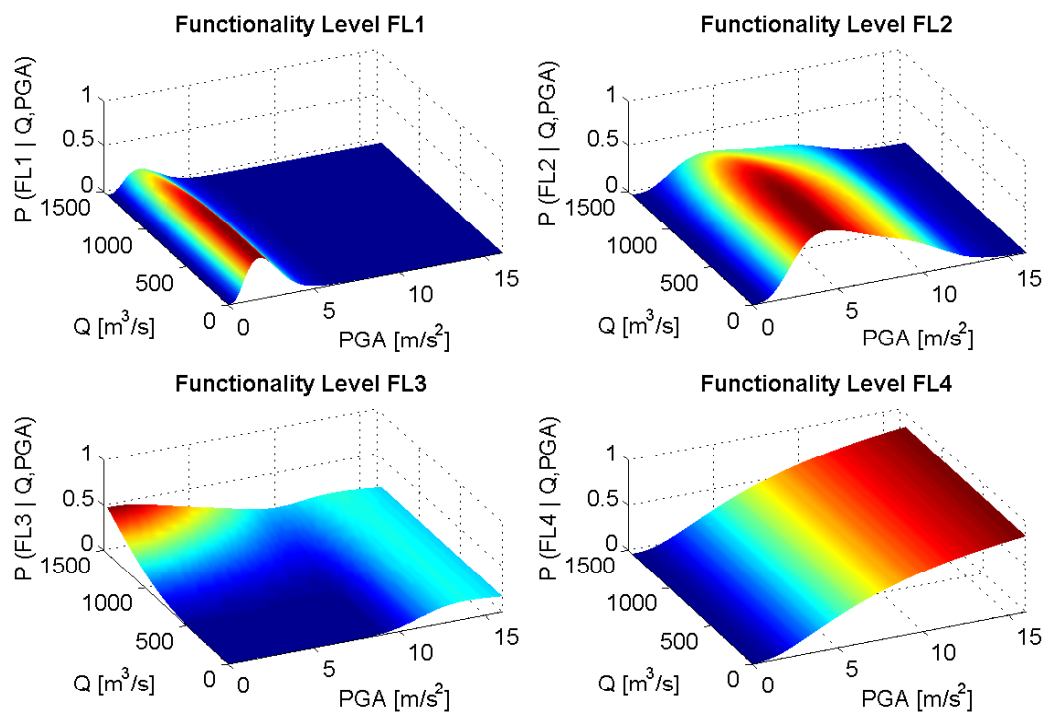 Functionality Level FL1
P (FL1 | Q,PGA)
1
0.5
0
1500
1000
500
0
Q [m³/s]
0
5
10
15
PGA [m/s²]
Functionality Level FL2
P (FL2 | Q,PGA)
1
0.5
0
1500
1000
500
0
Q [m³/s]
0
5
10
15
PGA [m/s²]
Functionality Level FL3
P (FL3 | Q,PGA)
1
0.5
0
1500
1000
500
0
Q [m³/s]
0
5
10
15
PGA [m/s²]
Functionality Level FL4
P (FL4 | Q,PGA)
1
0.5
0
1500
1000
500
0
Q [m³/s]
0
5
10
15
PGA [m/s²]